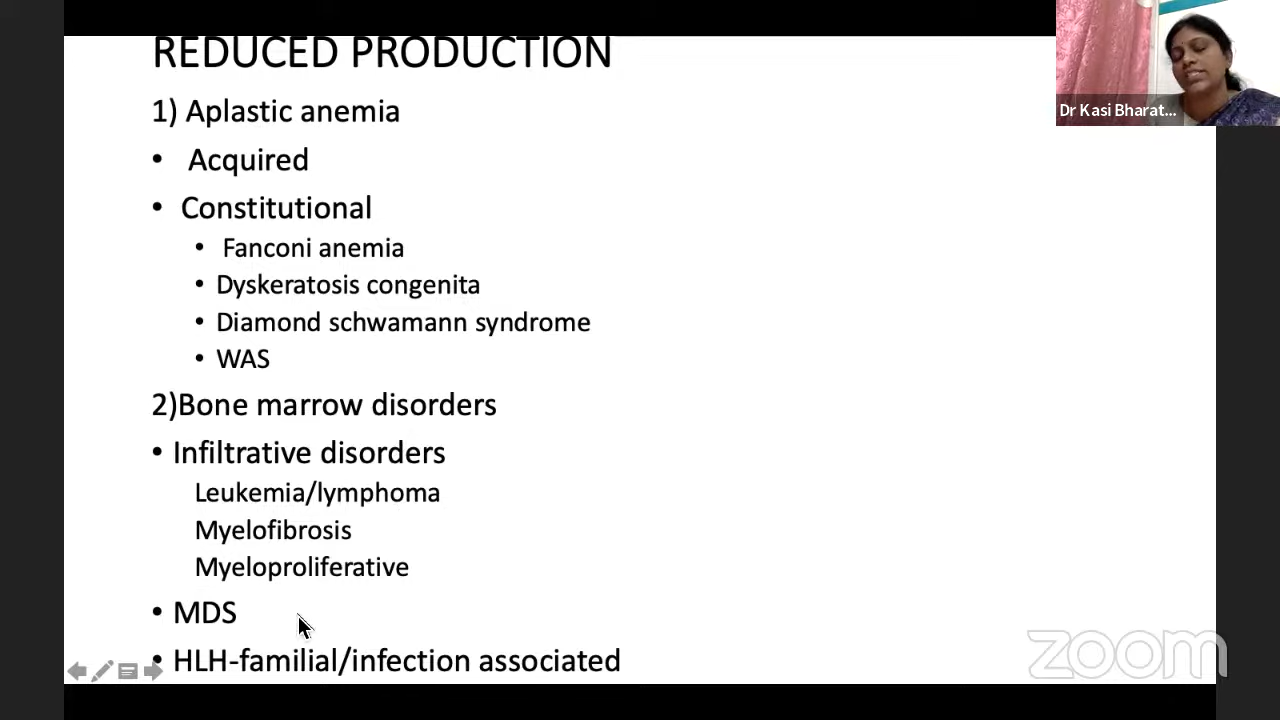 REDUCED PRODUCTION
1) Aplastic anemia
• Acquired
• Constitutional
• Fanconi anemia
• Dyskeratosis congenita
• Diamond schwamann syndrome
• WAS
2)Bone marrow disorders
• Infiltrative disorders
Leukemia/lymphoma
Myelofibrosis
Myeloproliferative
• MDS
• HLH-familial/infection associated
Dr Kasi Bharat...
zoom